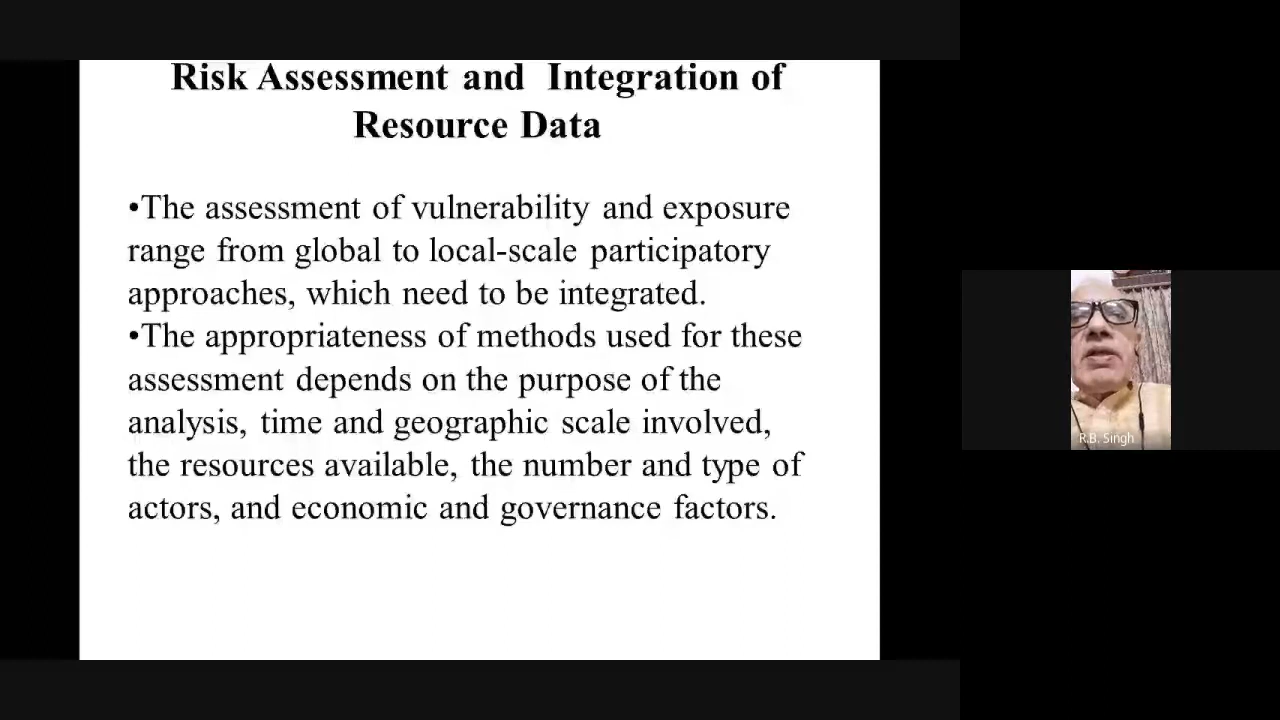 Risk Assessment and Integration of
Resource Data
•The assessment of vulnerability and exposure
range from global to local-scale participatory
approaches, which need to be integrated.
•The appropriateness of methods used for these
assessment depends on the purpose of the
analysis, time and geographic scale involved,
the resources available, the number and type of
actors, and economic and governance factors.
R.B. Singh